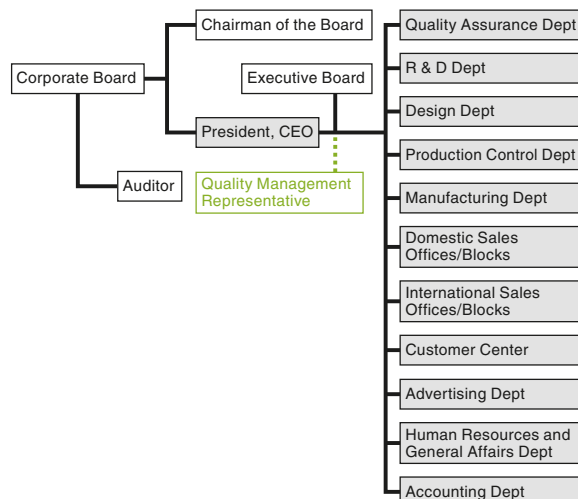 Chairman of the Board
Corporate Board
Executive Board
President, CEO
Auditor
Quality Management
Representative
Quality Assurance Dept
R & D Dept
Design Dept
Production Control Dept
Manufacturing Dept
Domestic Sales
Offices/Blocks
International Sales
Offices/Blocks
Customer Center
Advertising Dept
Human Resources and
General Affairs Dept
Accounting Dept